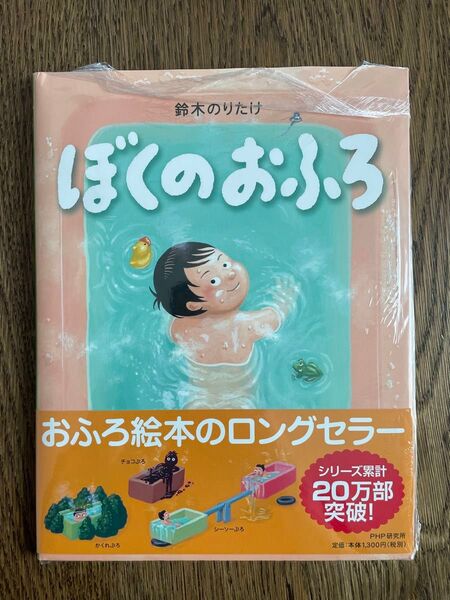 鈴木のりたけ
ぼくのおふろ
おふろ絵本のロングセラー
チョコぶろ
シリーズ累計
20万部
突破!
かくれぶろ
シーソーぶろ
PHP研究所
定価:本体1,300円(税別)